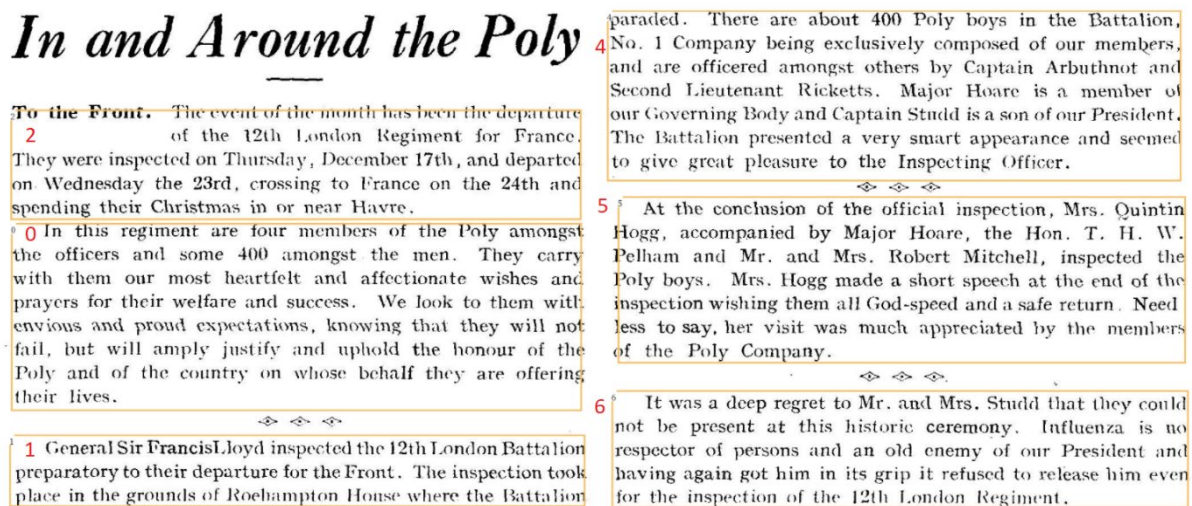 In and Around the Poly
To the Front. The event of the month has been the departure
2
of the 12th London Regiment for France.
They were inspected on Thursday, December 17th, and departed
on Wednesday the 23rd, crossing to France on the 24th and
spending their Christmas in or near Havre.
0 In this regiment are four members of the Poly amongst
the officers and some 400 amongst the men. They carry
with them our most heartfelt and affectionate wishes and
prayers for their welfare and success. We look to them with
envious and proud expectations, knowing that they will not
fail, but will amply justify and uphold the honour of the
Poly and of the country on whose behalf they are offering
their lives.
1 General Sir Francis Lloyd inspected the 12th London Battalion
preparatory to their departure for the Front. The inspection took
place in the grounds of Roehampton House where the Battalion
paraded. There are about 400 Poly boys in the Battalion,
4 No. 1 Company being exclusively composed of our members,
and are officered amongst others by Captain Arbuthnot and
Second Lieutenant Ricketts. Major Hoare is a member of
our Governing Body and Captain Studd is a son of our President.
The Battalion presented a very smart appearance and seemed
to give great pleasure to the Inspecting Officer.
5 At the conclusion of the official inspection, Mrs. Quintin
Hogg, accompanied by Major Hoare, the Hon. T. H. W.
Pelham and Mr. and Mrs. Robert Mitchell, inspected the
Poly boys. Mrs. Hogg made a short speech at the end of the
inspection wishing them all God-speed and a safe return. Need
less to say, her visit was much appreciated by the members
of the Poly Company.
6 It was a deep regret to Mr. and Mrs. Studd that they could
not be present at this historic ceremony. Influenza is no
respector of persons and an old enemy of our President and
having again got him in its grip it refused to release him even
for the inspection of the 12th London Regiment.